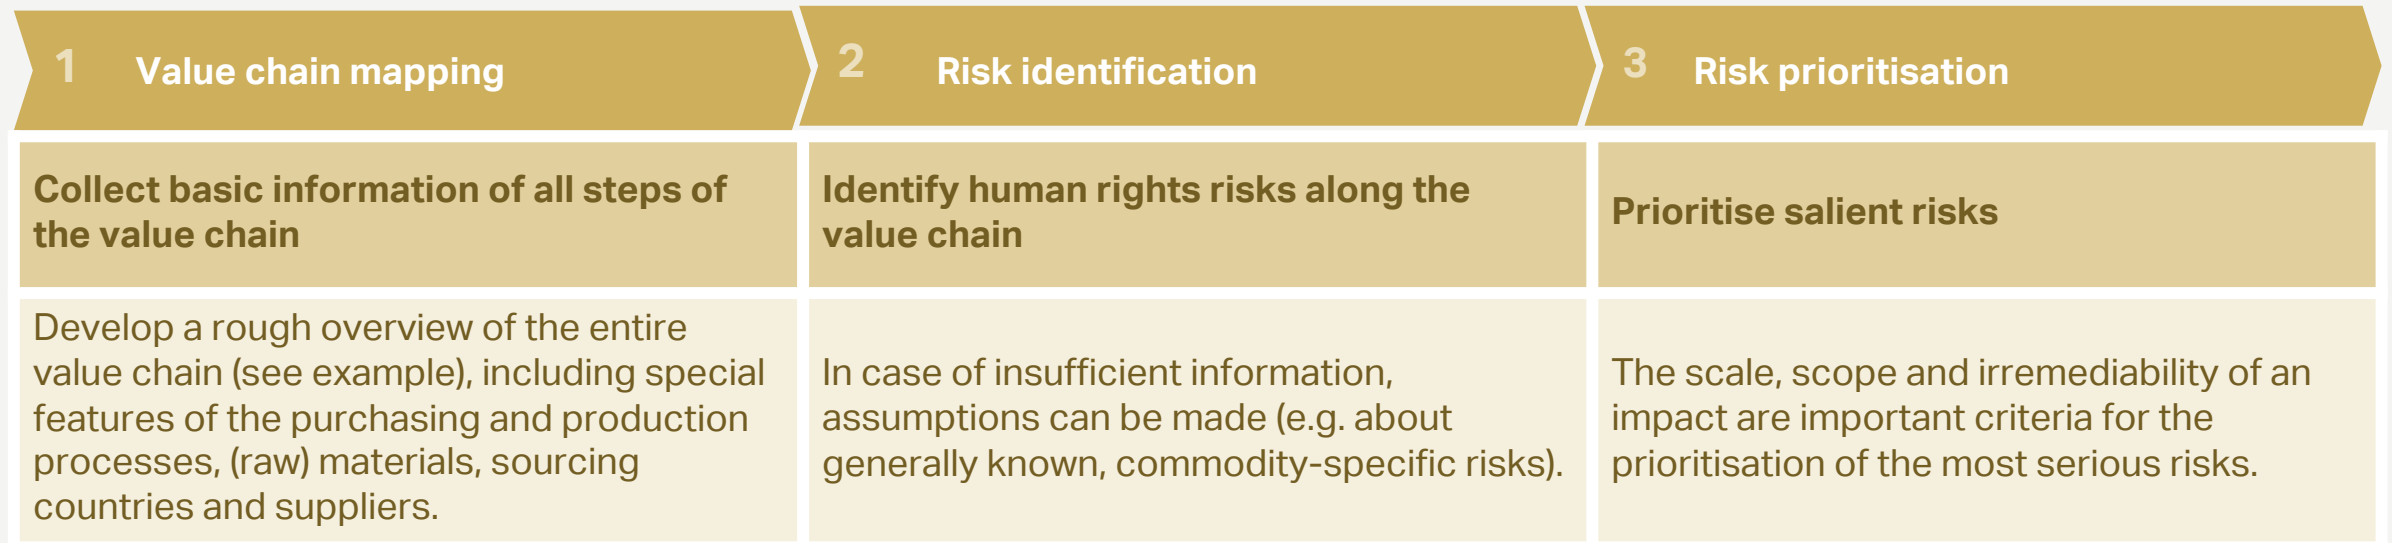 1 Value chain mapping
2 Risk identification
3 Risk prioritisation
Collect basic information of all steps of
the value chain
Identify human rights risks along the
value chain
Prioritise salient risks
Develop a rough overview of the entire
value chain (see example), including special
features of the purchasing and production
processes, (raw) materials, sourcing
countries and suppliers.
In case of insufficient information,
assumptions can be made (e.g. about
generally known, commodity-specific risks).
The scale, scope and irremediability of an
impact are important criteria for the
prioritisation of the most serious risks.